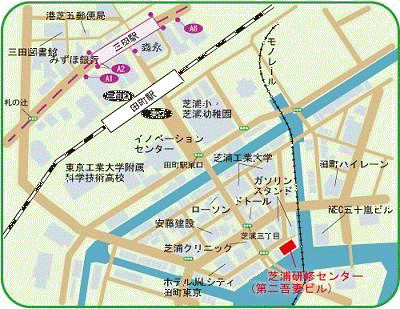 港芝五郵便局
A8
三田駅
三田図書館
森永
みずほ銀行
A2
A1
モノレール
田町駅
札の辻
芝浦小・
芝浦幼稚園
イノベーション
センター
東京工業大学附属
科学技術高校
田町駅東口
芝浦工業大学
田町ハイレーン
ガソリン
スタンド
ドトール
ローソン
NEC五十嵐ビル
安藤建設
芝浦三丁目
芝浦クリニック
ホテルJALシティ
田町東京
芝浦研修センター
(第二吾妻ビル)